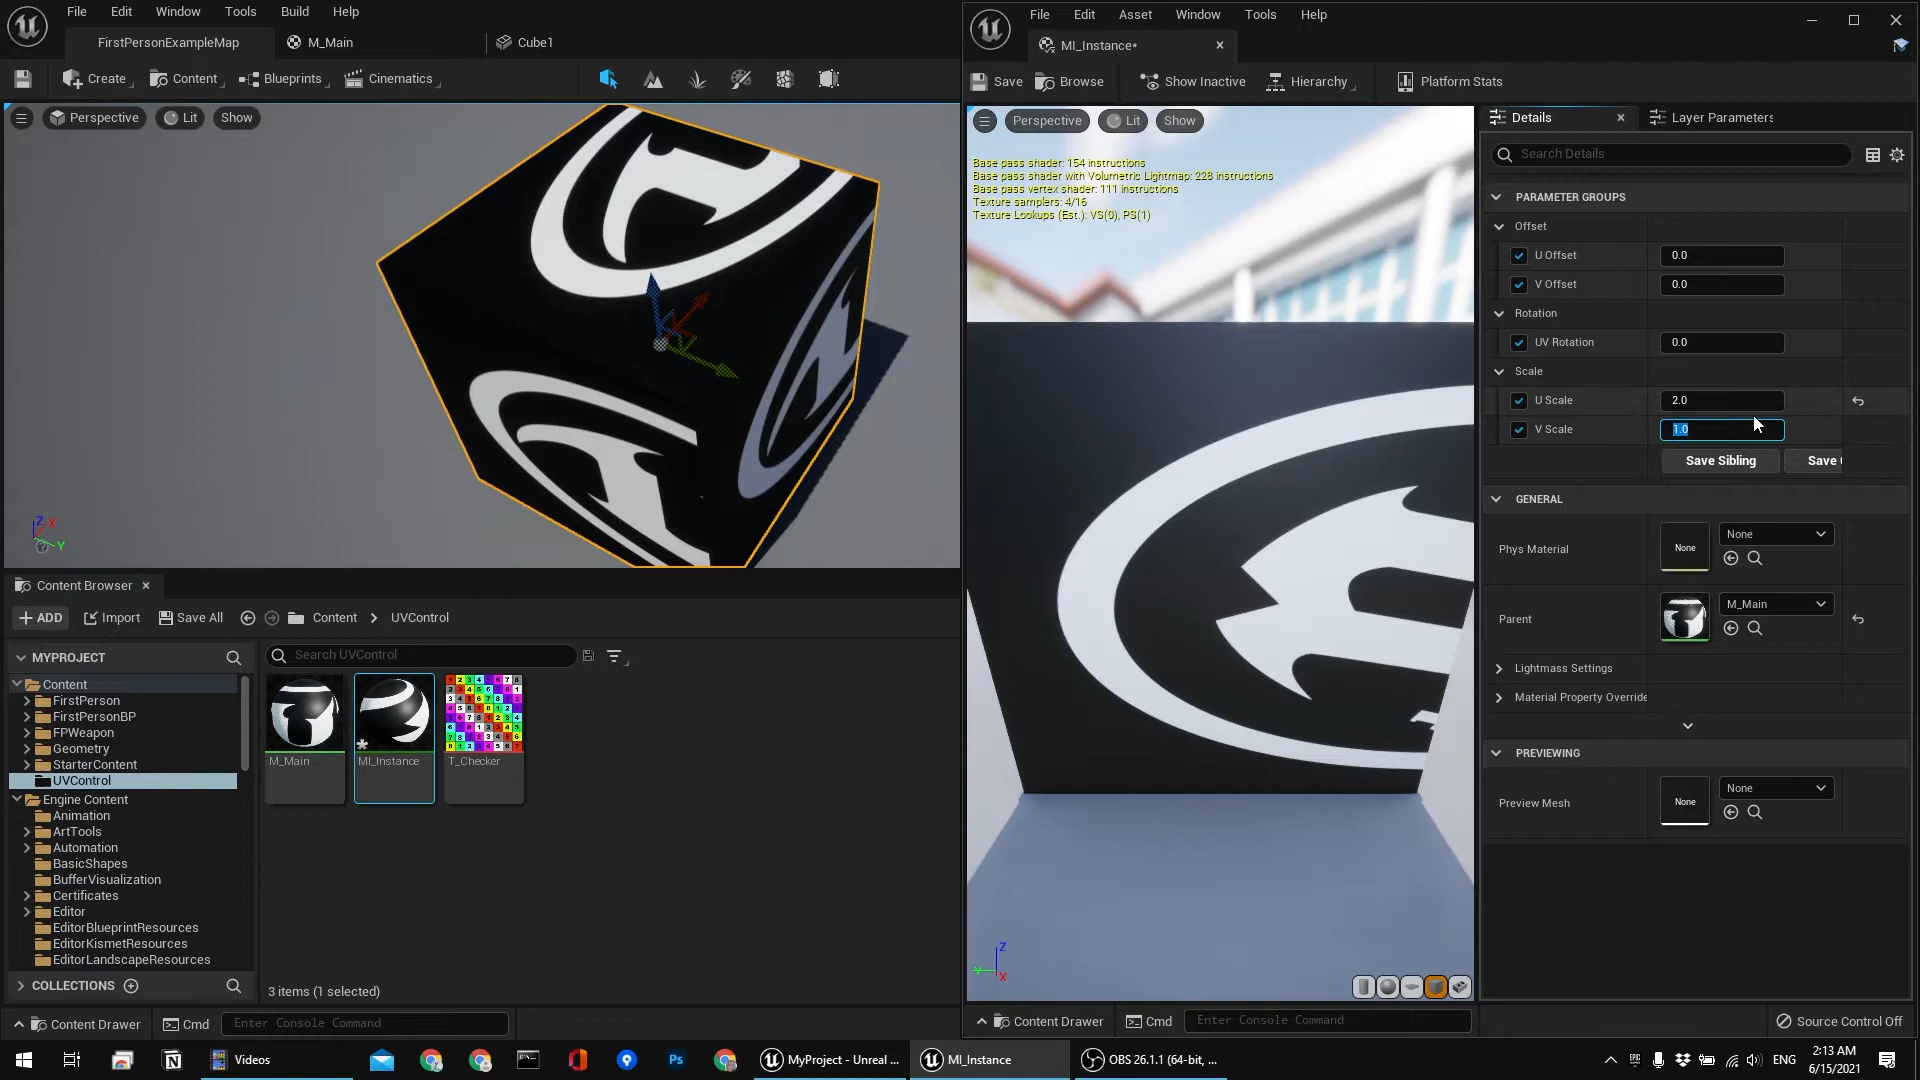 File Edit Window Tools Build Help
FirstPersonExampleMap M_Main Cube1
Create Content Blueprints Cinematics
Perspective Lit Show
Z X
Y
Content Browser
ADD Import Save All Content UVControl
MYPROJECT
Search UVControl
Content
FirstPerson
FirstPersonBP
FPWeapon
Geometry
StarterContent
UVControl
Engine Content
Animation
ArtTools
Automation
BasicShapes
BufferVisualization
Certificates
Editor
EditorBlueprintResources
EditorKismetResources
EditorLandscapeResources
COLLECTIONS
M_Main MI_Instance T_Checker
3 items (1 selected)
Content Drawer Cmd Enter Console Command
File Edit Asset Window Tools Help
MI_Instance*
Save Browse Show Inactive Hierarchy Platform Stats
Perspective Lit Show
Base pass shader: 154 instructions
Base pass shader with Volumetric Lightmap: 228 instructions
Base pass vertex shader: 111 instructions
Texture samplers: 4/16
Texture Lookups (Est.): VS(0), PS(1)
Z
Y
X
Content Drawer Cmd Enter Console Command
Details Layer Parameters
Search Details
PARAMETER GROUPS
Offset
U Offset 0.0
V Offset 0.0
Rotation
UV Rotation 0.0
Scale
U Scale 2.0
V Scale 1.0
Save Sibling Save
GENERAL
Phys Material None None
Parent M_Main
Lightmass Settings
Material Property Override
PREVIEWING
Preview Mesh None None
Source Control Off
Videos Ps MyProject - Unreal ... MI_Instance OBS 26.1.1 (64-bit, ... ENG 2:13 AM
6/15/2021